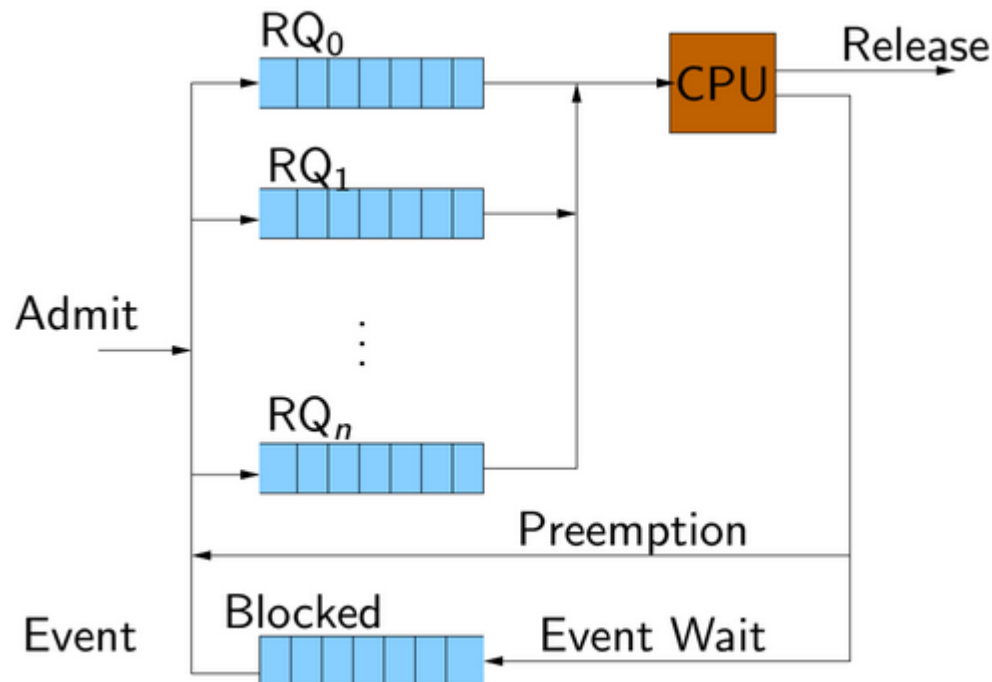 RQ₀
Release
CPU
RQ₁
Admit
⋮
RQₙ
Preemption
Blocked
Event
Event Wait